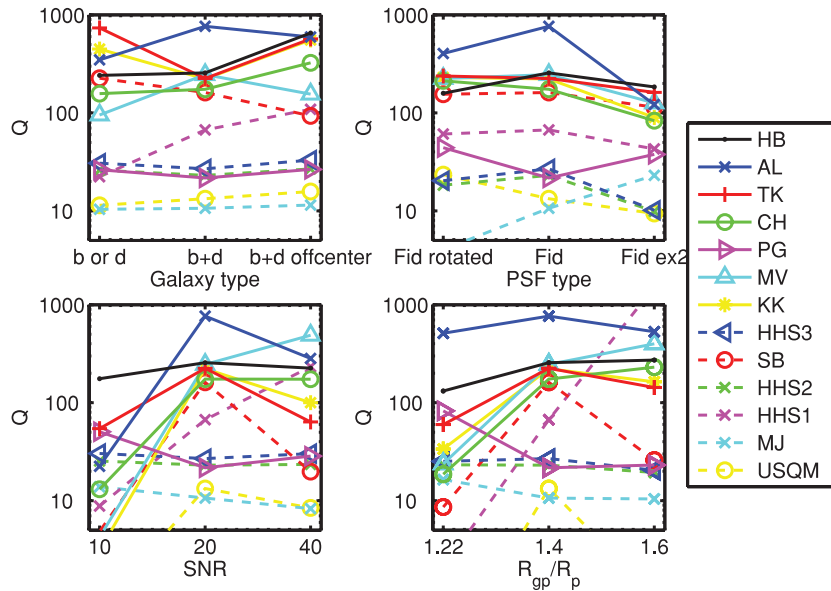 1000
100
10
Q
b or d b+d b+d offcenter
Galaxy type
1000
100
10
Q
Fid rotated Fid Fid ex2
PSF type
1000
100
10
Q
10 20 40
SNR
1000
100
10
Q
1.22 1.4 1.6
R_gp/R_p
HB
AL
TK
CH
PG
MV
KK
HHS3
SB
HHS2
HHS1
MJ
USQM